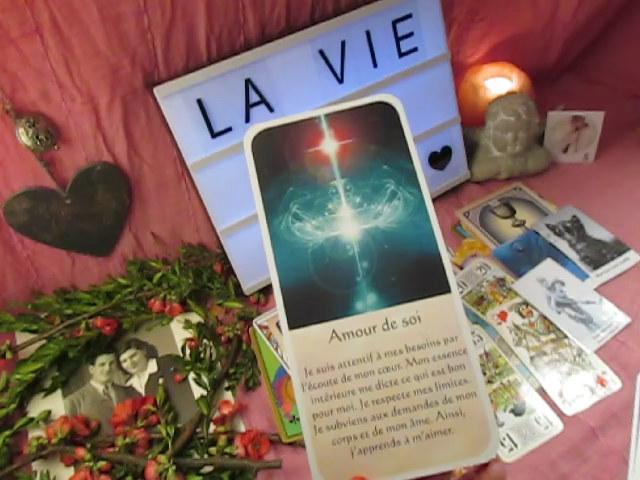 LA VIE
Amour de soi
Je suis attentif à mes besoins par
l'écoute de mon cœur. Mon essence
intérieure me dicte ce qui est bon
pour moi. Je respecte mes limites.
Je subviens aux demandes de mon
corps et de mon âme. Ainsi,
j'apprends à m'aimer.